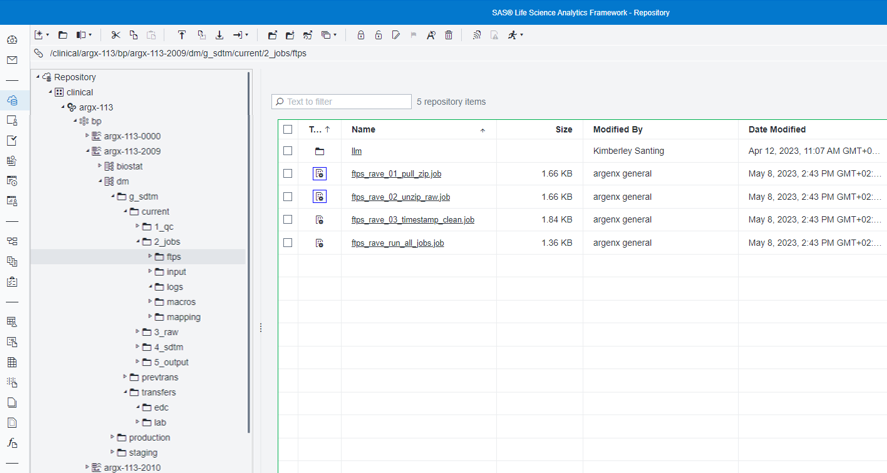 SAS® Life Science Analytics Framework - Repository
/clinical/argx-113/bp/argx-113-2009/dm/g_sdtm/current/2_jobs/ftps
Repository
clinical
argx-113
bp
argx-113-0000
argx-113-2009
biostat
dm
g_sdtm
current
1_qc
2_jobs
ftps
input
logs
macros
mapping
3_raw
4_sdtm
5_output
prevtrans
transfers
edc
lab
production
staging
argx-113-2010
Text to filter 5 repository items
T... Name Size Modified By Date Modified
llm Kimberley Santing Apr 12, 2023, 11:07 AM GMT+0...
ftps_rave_01_pull_zip.job 1.66 KB argenx general May 8, 2023, 2:43 PM GMT+02:...
ftps_rave_02_unzip_raw.job 1.66 KB argenx general May 8, 2023, 2:43 PM GMT+02:...
ftps_rave_03_timestamp_clean.job 1.84 KB argenx general May 8, 2023, 2:43 PM GMT+02:...
ftps_rave_run_all_jobs.job 1.36 KB argenx general May 8, 2023, 2:43 PM GMT+02:...